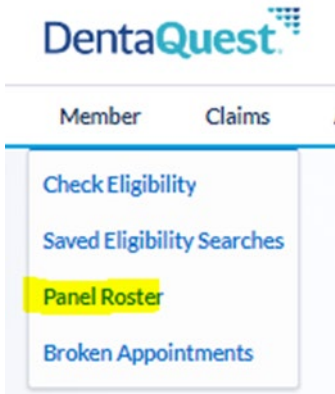 DentaQuest
Member Claims
Check Eligibility
Saved Eligibility Searches
Panel Roster
Broken Appointments